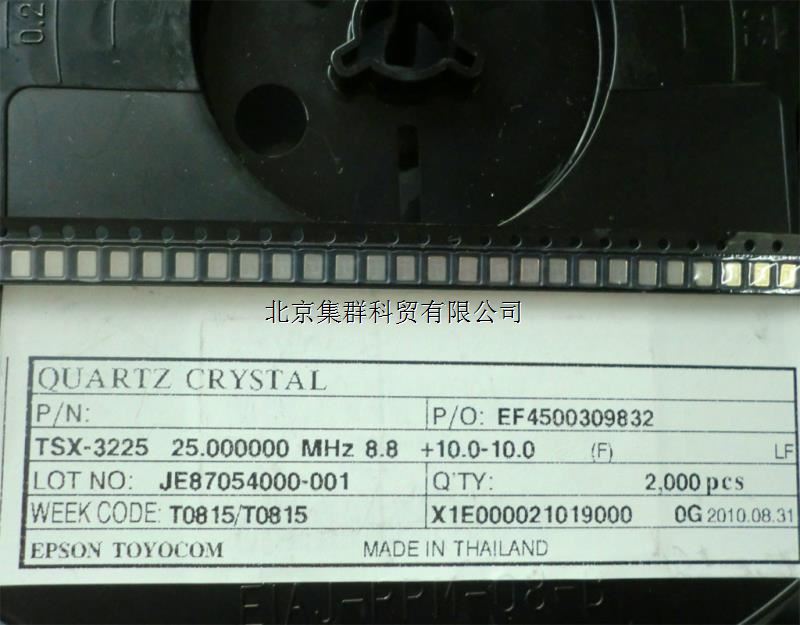 0.2
北京集群科贸有限公司
QUARTZ CRYSTAL
P/N: P/O: EF4500309832
TSX-3225 25.000000 MHz 8.8 +10.0-10.0 (F) LF
LOT NO: JE87054000-001 Q'TY: 2,000 pcs
WEEK CODE: T0815/T0815 X1E000021019000 0G 2010.08.31
EPSON TOYOCOM MADE IN THAILAND